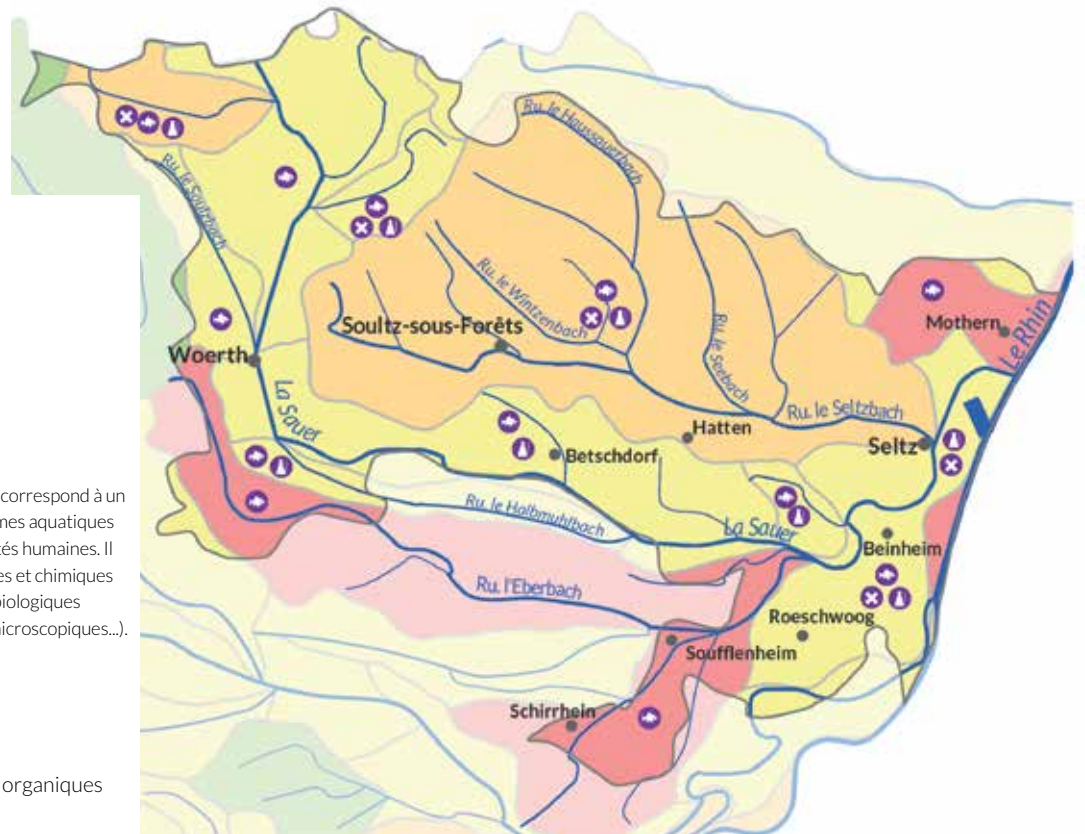 Ru. le Haussauerbach
Ru. le Soultzbach
Ru. le Wintzenbach
Soultz-sous-Forêts
Ru. le Seebach
Mothern
Le Rhin
Woerth
La Sauer
Ru. le Seltzbach
Hatten
Seltz
Betschdorf
correspond à un
mes aquatiques
tés humaines. Il
es et chimiques
biologiques
microscopiques...).
Ru. le Halbmuhlbach
La Sauer
Beinheim
Ru. l'Eberbach
Roeschwoog
Soufflenheim
Schirrhein
organiques